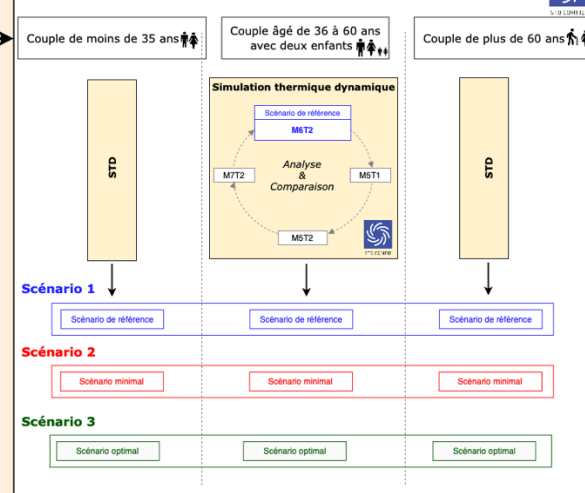 Couple de moins de 35 ans
Couple âgé de 36 à 60 ans
avec deux enfants
Couple de plus de 60 ans
Simulation thermique dynamique
Scénario de référence
M6T2
Analyse
&
Comparaison
M7T2
M5T1
M5T2
STD
STD
Scénario 1
Scénario de référence
Scénario de référence
Scénario de référence
Scénario 2
Scénario minimal
Scénario minimal
Scénario minimal
Scénario 3
Scénario optimal
Scénario optimal
Scénario optimal